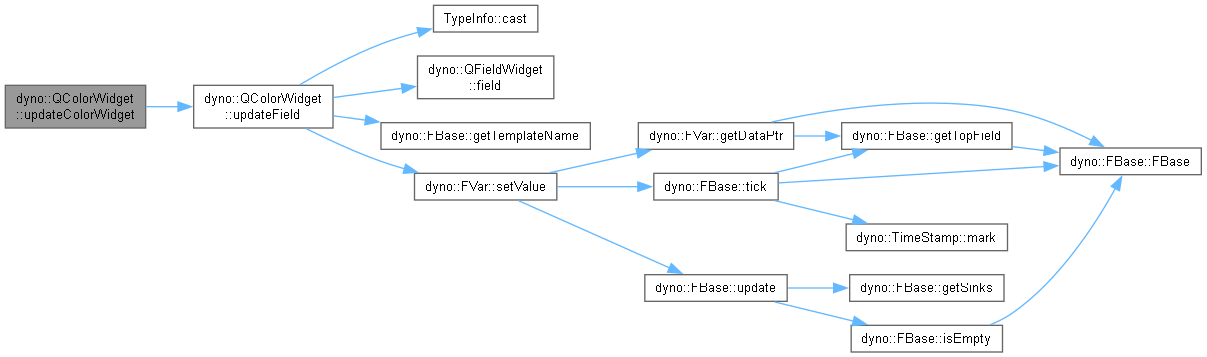 TypeInfo::cast
dyno::QFieldWidget
::field
dyno::QColorWidget
::updateColorWidget
dyno::QColorWidget
::updateField
dyno::FBase::getTemplateName
dyno::FVar::getDataPtr
dyno::FBase::getTopField
dyno::FBase::FBase
dyno::FVar::setValue
dyno::FBase::tick
dyno::TimeStamp::mark
dyno::FBase::update
dyno::FBase::getSinks
dyno::FBase::isEmpty